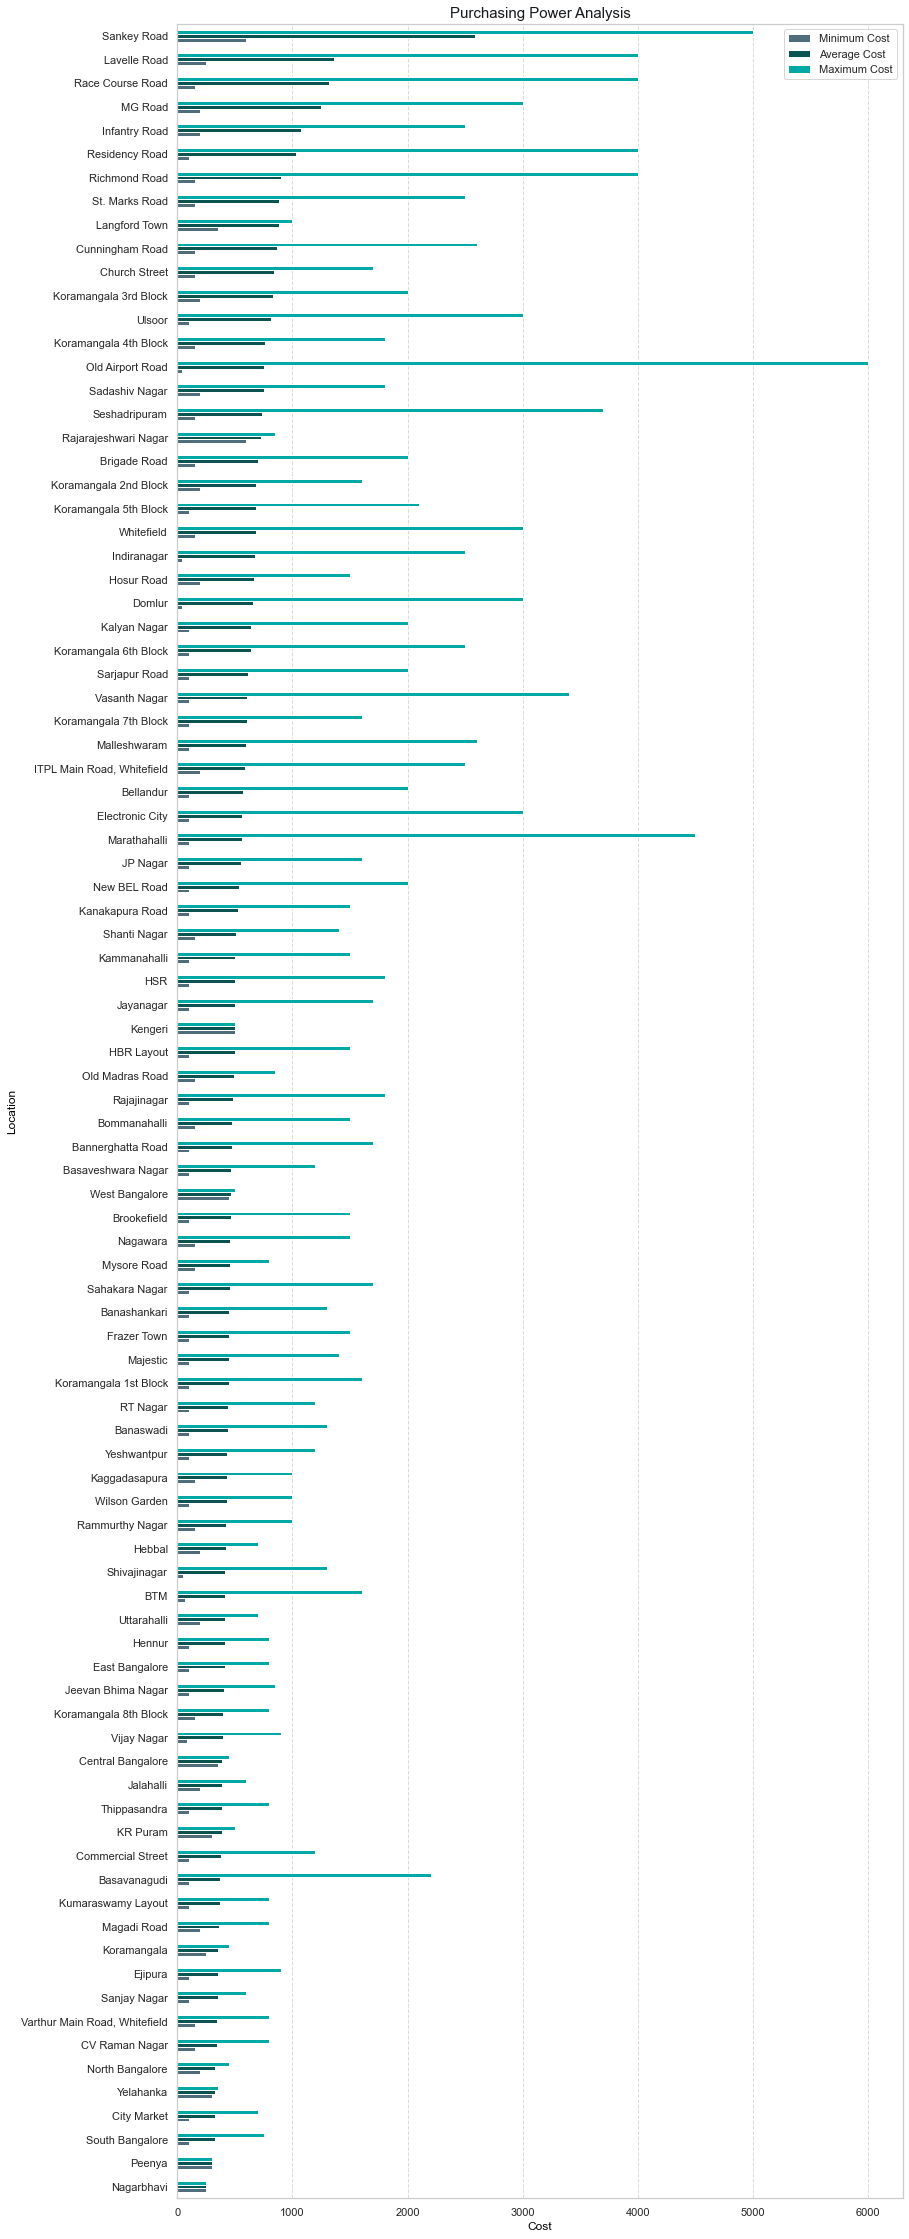 Purchasing Power Analysis
Minimum Cost
Average Cost
Maximum Cost
Sankey Road
Lavelle Road
Race Course Road
MG Road
Infantry Road
Residency Road
Richmond Road
St. Marks Road
Langford Town
Cunningham Road
Church Street
Koramangala 3rd Block
Ulsoor
Koramangala 4th Block
Old Airport Road
Sadashiv Nagar
Seshadripuram
Rajarajeshwari Nagar
Brigade Road
Koramangala 2nd Block
Koramangala 5th Block
Whitefield
Indiranagar
Hosur Road
Domlur
Kalyan Nagar
Koramangala 6th Block
Sarjapur Road
Vasanth Nagar
Koramangala 7th Block
Malleshwaram
ITPL Main Road, Whitefield
Bellandur
Electronic City
Marathahalli
JP Nagar
New BEL Road
Kanakapura Road
Shanti Nagar
Kammanahalli
HSR
Jayanagar
Kengeri
HBR Layout
Old Madras Road
Rajajinagar
Bommanahalli
Bannerghatta Road
Basaveshwara Nagar
West Bangalore
Brookefield
Nagawara
Mysore Road
Sahakara Nagar
Banashankari
Frazer Town
Majestic
Koramangala 1st Block
RT Nagar
Banaswadi
Yeshwantpur
Kaggadasapura
Wilson Garden
Rammurthy Nagar
Hebbal
Shivajinagar
BTM
Uttarahalli
Hennur
East Bangalore
Jeevan Bhima Nagar
Koramangala 8th Block
Vijay Nagar
Central Bangalore
Jalahalli
Thippasandra
KR Puram
Commercial Street
Basavanagudi
Kumaraswamy Layout
Magadi Road
Koramangala
Ejipura
Sanjay Nagar
Varthur Main Road, Whitefield
CV Raman Nagar
North Bangalore
Yelahanka
City Market
South Bangalore
Peenya
Nagarbhavi
Location
0 1000 2000 3000 4000 5000 6000
Cost